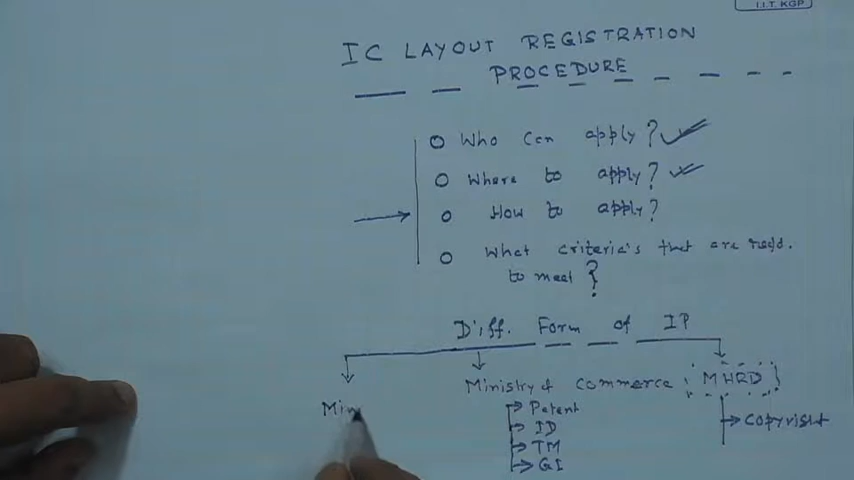 I.I.T. KGP
IC LAYOUT REGISTRATION
PROCEDURE
Who can apply?
Where to apply?
How to apply?
What criteria's that are reqd.
to meet?
Diff. Form of IP
Min
Ministry of Commerce
MHRD
Patent
ID
TM
GI
Copyright